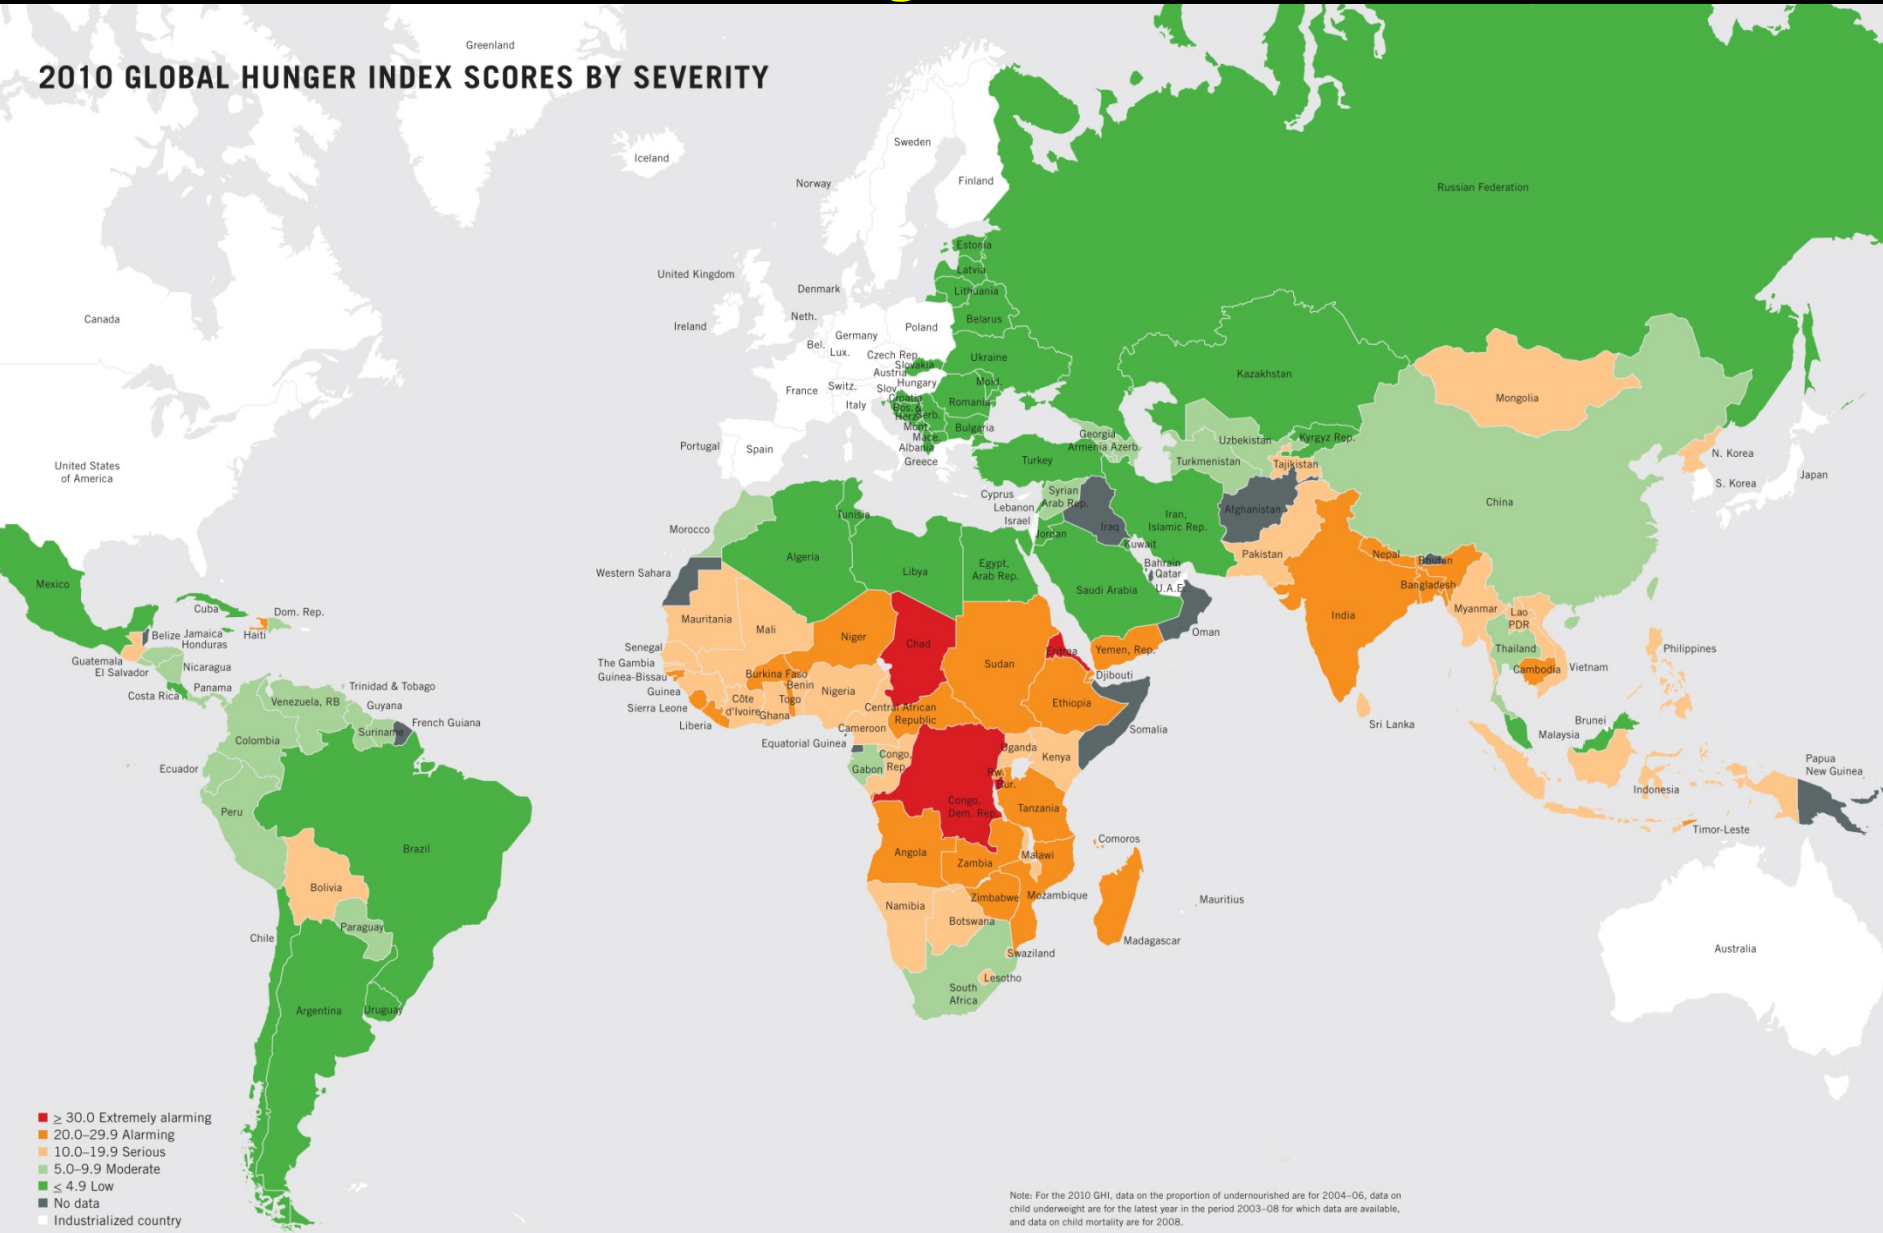 2010 GLOBAL HUNGER INDEX SCORES BY SEVERITY
Greenland
Iceland
Sweden
Norway
Finland
Russian Federation
Estonia
Latvia
Lithuania
United Kingdom
Denmark
Canada
Neth.
Belarus
Ireland
Germany
Poland
Bel.
Lux.
Czech Rep.
Slovakia
Ukraine
Austria
Kazakhstan
France
Switz.
Slov.
Hungary
Mold.
Mongolia
Italy
Croatia
Romania
Bos. &
Herz.
Serb.
Mont.
Bulgaria
Mace.
Portugal
Spain
Albania
Greece
Georgia
Armenia Azerb.
Uzbekistan
Kyrgyz Rep.
Turkey
Turkmenistan
Tajikistan
N. Korea
United States
of America
Japan
S. Korea
Cyprus
Syrian
Arab Rep.
Lebanon
Israel
China
Afghanistan
Tunisia
Iraq
Iran,
Islamic Rep.
Morocco
Jordan
Kuwait
Algeria
Pakistan
Nepal
Bhutan
Libya
Egypt,
Arab Rep.
Bahrain
Qatar
U.A.E.
Western Sahara
Mexico
Saudi Arabia
Bangladesh
Cuba
Dom. Rep.
Mauritania
India
Myanmar
Lao
PDR
Belize
Jamaica
Haiti
Honduras
Mali
Niger
Chad
Oman
Senegal
Eritrea
Yemen, Rep.
Thailand
Philippines
Guatemala
El Salvador
Nicaragua
The Gambia
Guinea-Bissau
Sudan
Burkina Faso
Djibouti
Cambodia
Vietnam
Costa Rica
Panama
Trinidad & Tobago
Guinea
Benin
Nigeria
Venezuela, RB
Guyana
Sierra Leone
Côte
d'Ivoire
Togo
Ghana
Central African
Republic
Ethiopia
Liberia
French Guiana
Suriname
Cameroon
Somalia
Sri Lanka
Brunei
Malaysia
Colombia
Equatorial Guinea
Uganda
Kenya
Ecuador
Gabon
Congo,
Rep.
Rw.
Bur.
Papua
New Guinea
Indonesia
Peru
Congo,
Dem. Rep.
Tanzania
Timor-Leste
Comoros
Brazil
Angola
Malawi
Zambia
Bolivia
Zimbabwe
Mozambique
Mauritius
Namibia
Botswana
Paraguay
Chile
Madagascar
Swaziland
Australia
Lesotho
South
Africa
Argentina
Uruguay
≥ 30.0 Extremely alarming
20.0–29.9 Alarming
10.0–19.9 Serious
5.0–9.9 Moderate
≤ 4.9 Low
No data
Industrialized country
Note: For the 2010 GHI, data on the proportion of undernourished are for 2004–06, data on
child underweight are for the latest year in the period 2003–08 for which data are available,
and data on child mortality are for 2008.